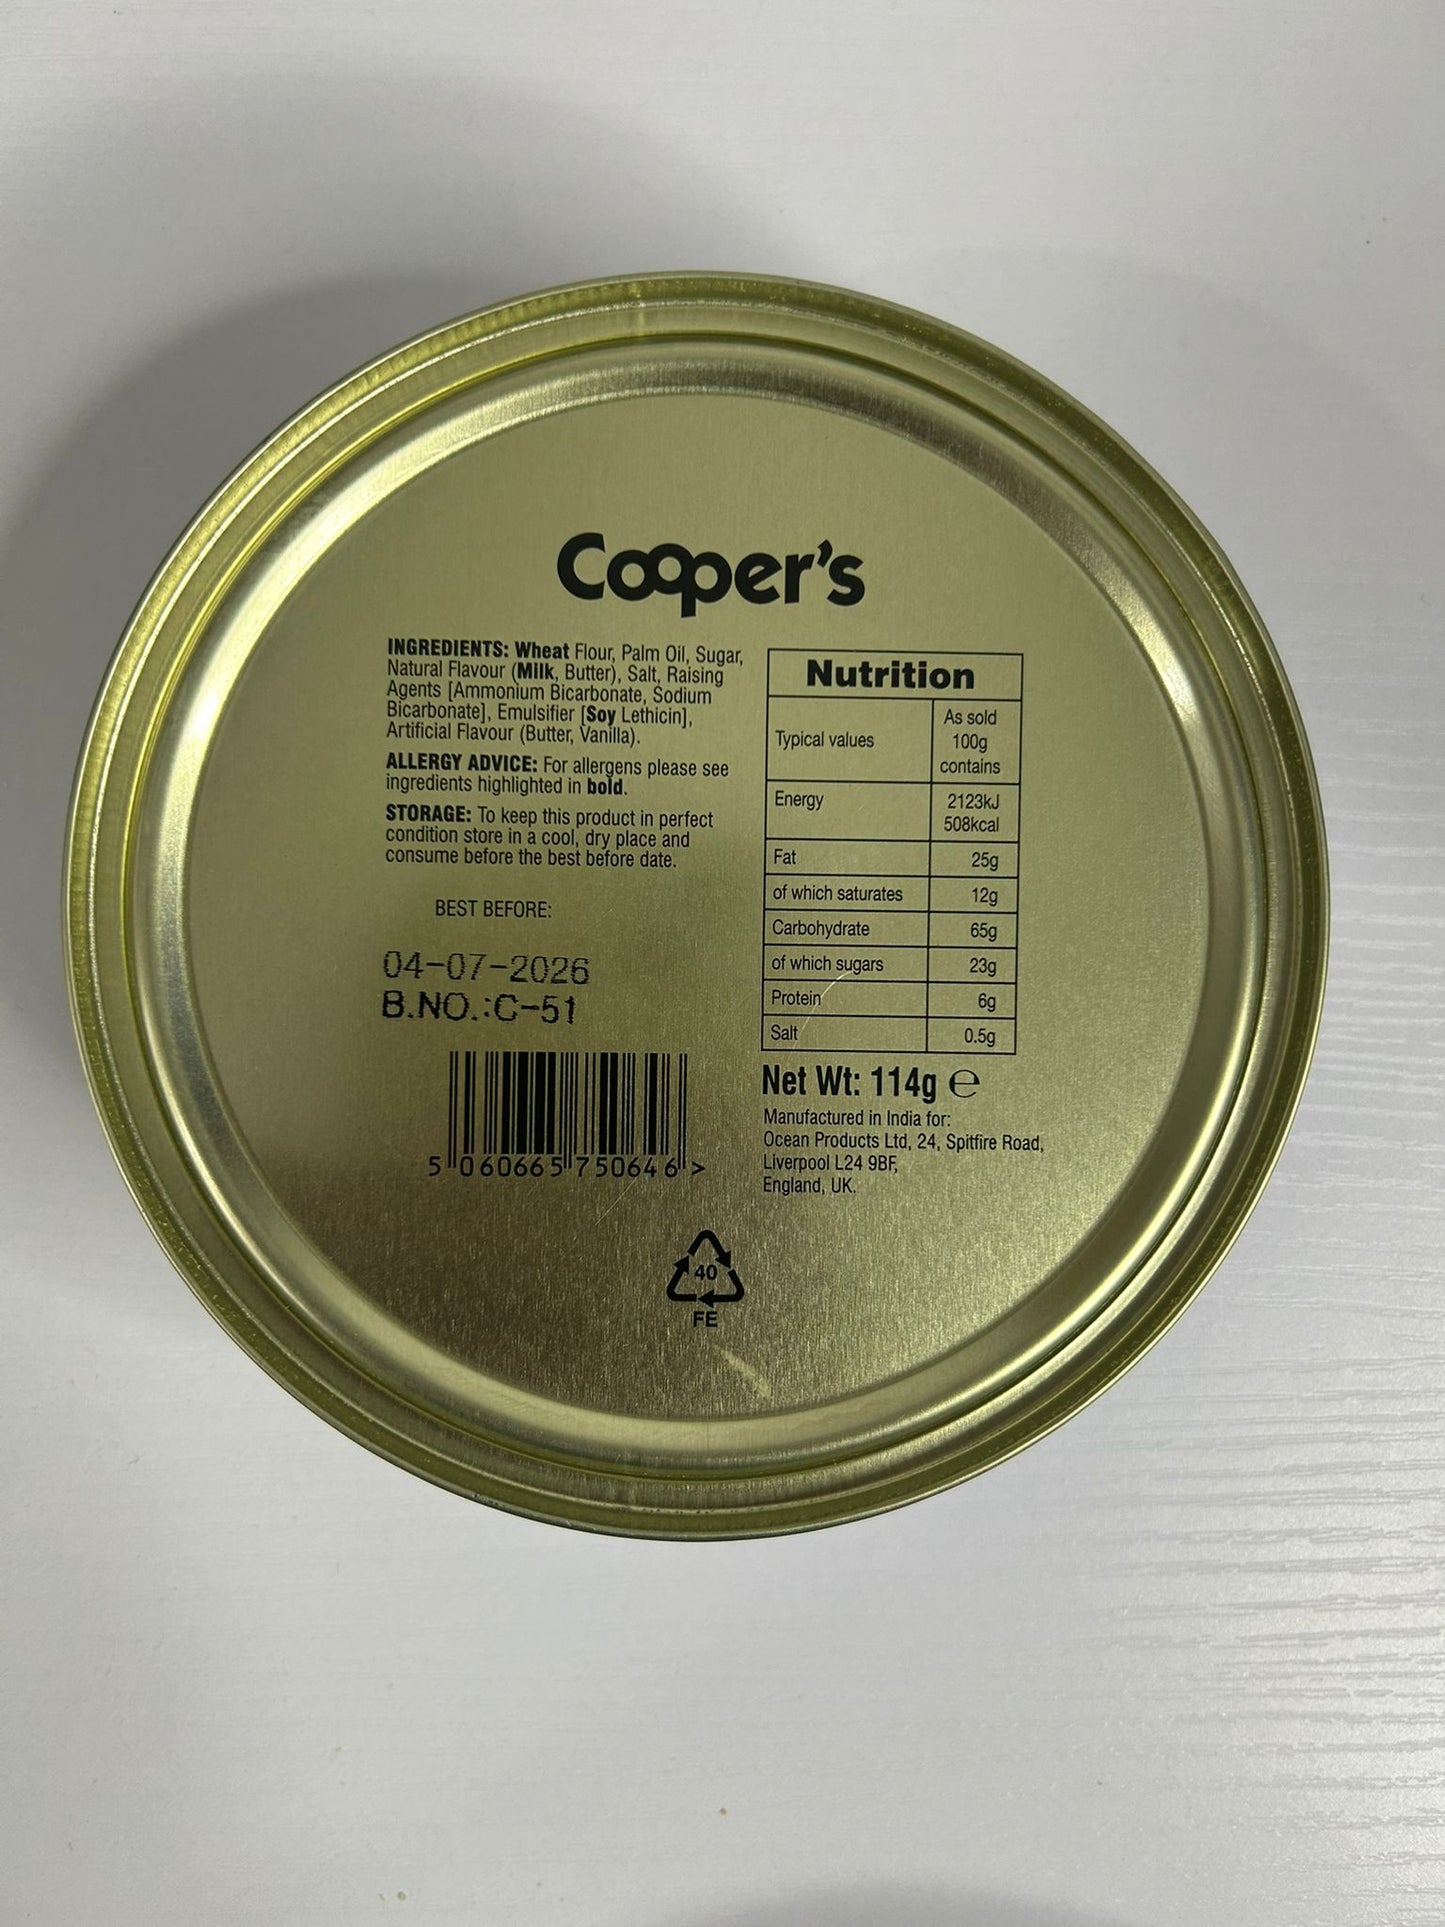 Cooper's
INGREDIENTS: Wheat Flour, Palm Oil, Sugar,
Natural Flavour (Milk, Butter), Salt, Raising
Agents [Ammonium Bicarbonate, Sodium
Bicarbonate], Emulsifier [Soy Lethicin],
Artificial Flavour (Butter, Vanilla).
ALLERGY ADVICE: For allergens please see
ingredients highlighted in bold.
STORAGE: To keep this product in perfect
condition store in a cool, dry place and
consume before the best before date.
BEST BEFORE:
04-07-2026
B.NO.:C-51
5 060665 750646 >
Nutrition
Typical values As sold
100g
contains
Energy 2123kJ
508kcal
Fat 25g
of which saturates 12g
Carbohydrate 65g
of which sugars 23g
Protein 6g
Salt 0.5g
Net Wt: 114g ℮
Manufactured in India for:
Ocean Products Ltd, 24, Spitfire Road,
Liverpool L24 9BF,
England, UK.
40
FE